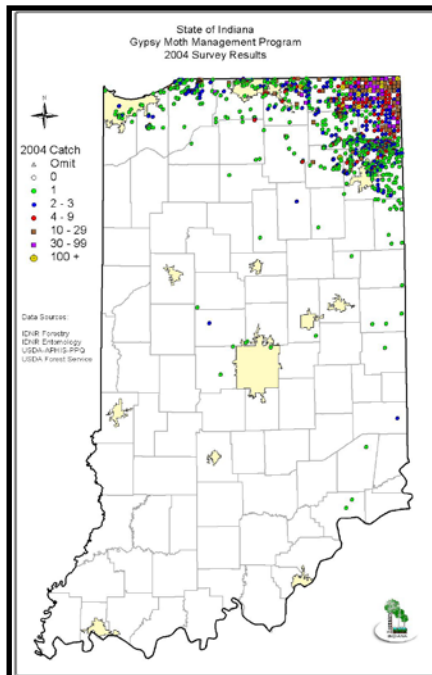 State of Indiana
Gypsy Moth Management Program
2004 Survey Results
N
2004 Catch
Omit
0
1
2 - 3
4 - 9
10 - 29
30 - 99
100 +
Data Sources:
IDNR Forestry
IDNR Entomology
USDA-APHIS-PPQ
USDA Forest Service
INDIANA